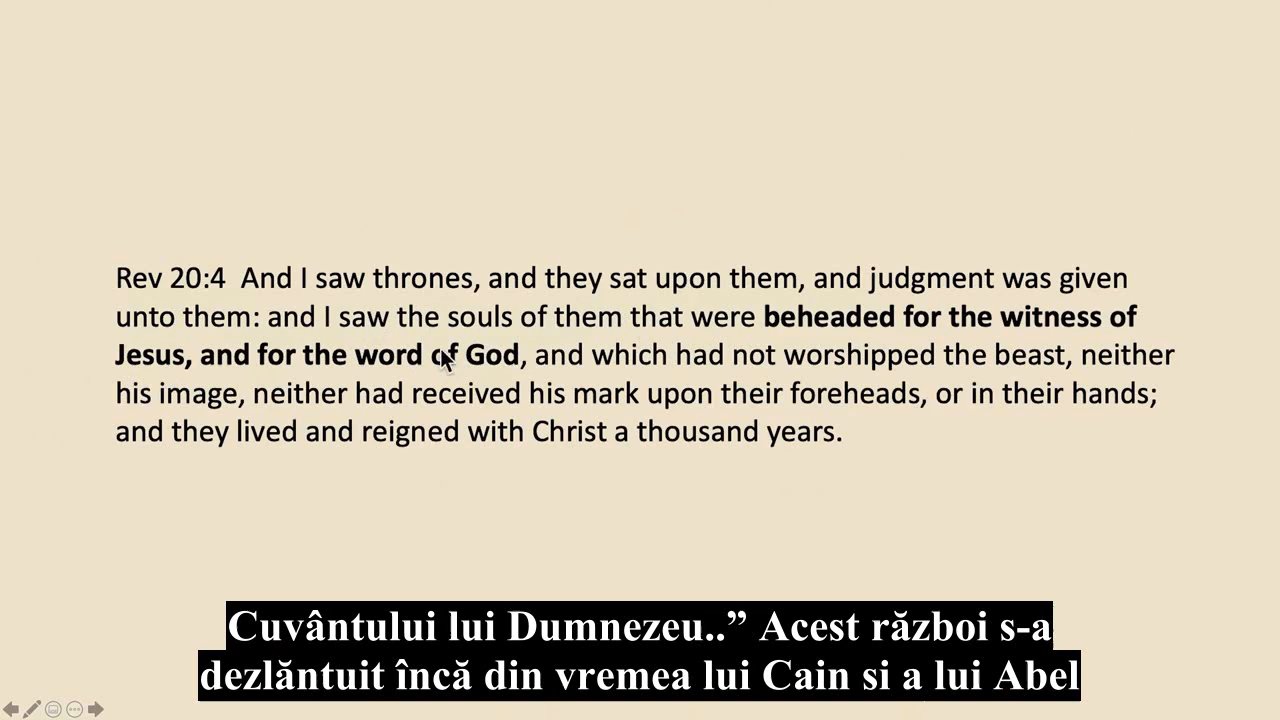 Rev 20:4  And I saw thrones, and they sat upon them, and judgment was given
unto them: and I saw the souls of them that were beheaded for the witness of
Jesus, and for the word of God, and which had not worshipped the beast, neither
his image, neither had received his mark upon their foreheads, or in their hands;
and they lived and reigned with Christ a thousand years.
Cuvântului lui Dumnezeu..” Acest război s-a
dezlăntuit încă din vremea lui Cain si a lui Abel